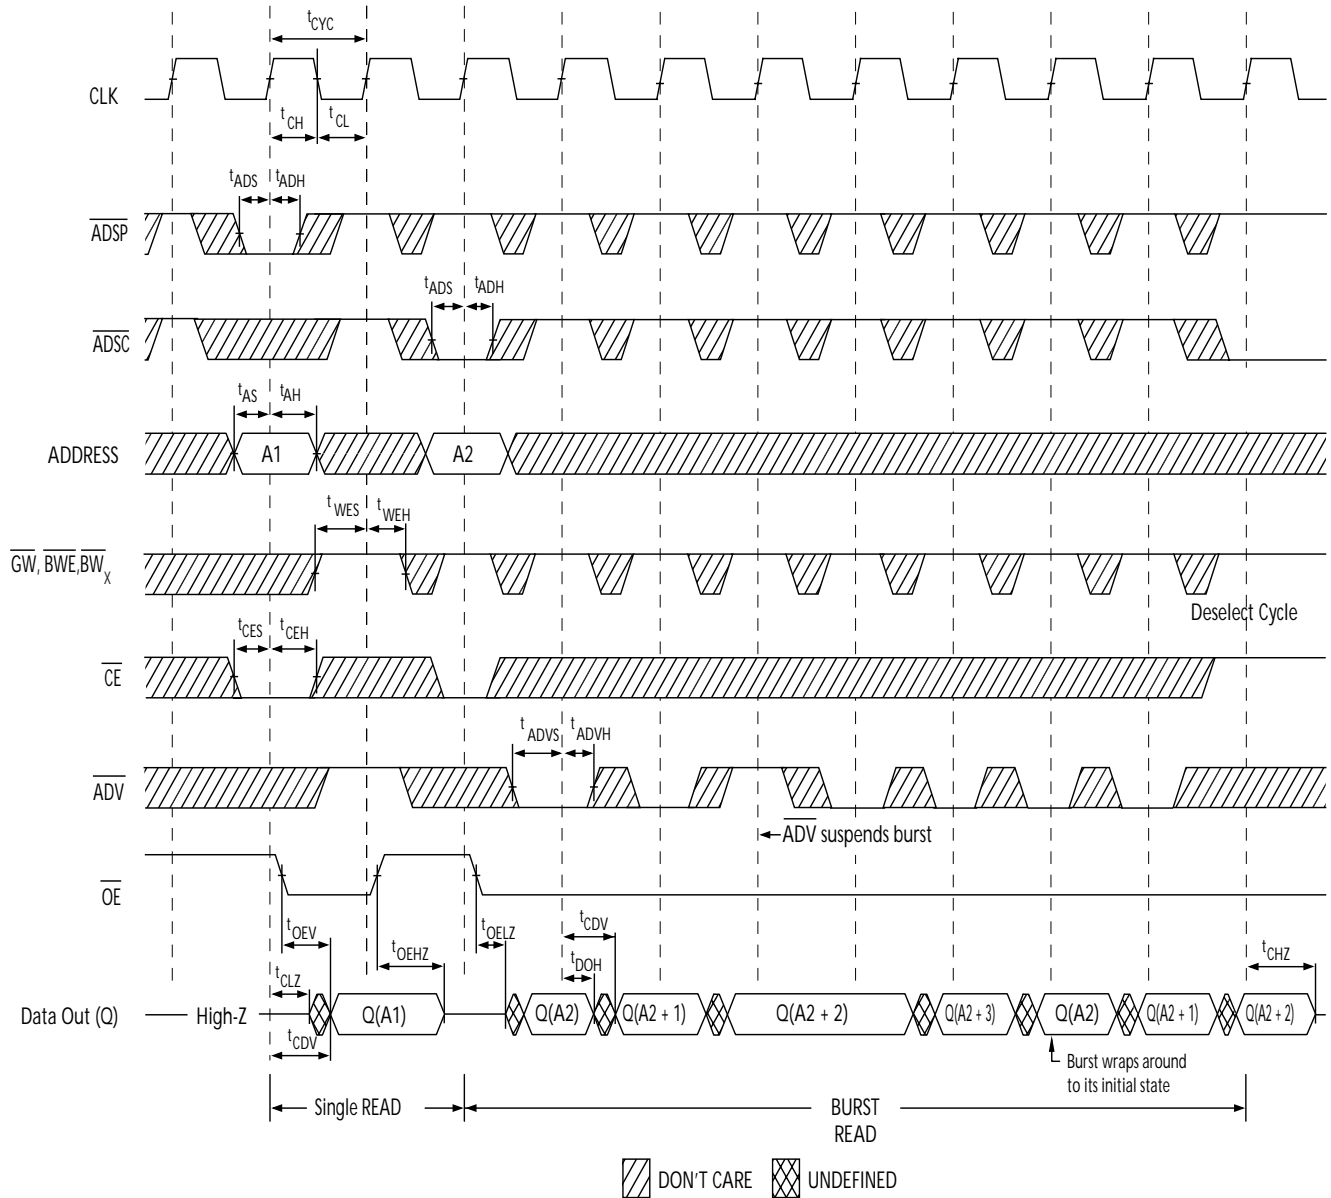 tCYC
CLK
tCH
tCL
tADS
tADH
ADSP
tADS
tADH
ADSC
tAS
tAH
ADDRESS
A1
A2
tWES
tWEH
GW, BWE,BWX
Deselect Cycle
tCES
tCEH
CE
tADVS
tADVH
ADV
ADV suspends burst
OE
tOEV
tOEHZ
tOELZ
tCDV
tDOH
tCLZ
tCHZ
Data Out (Q)
High-Z
Q(A1)
Q(A2)
Q(A2 + 1)
Q(A2 + 2)
Q(A2 + 3)
Q(A2)
Q(A2 + 1)
Q(A2 + 2)
tCDV
Burst wraps around
to its initial state
Single READ
BURST
READ
DON'T CARE
UNDEFINED